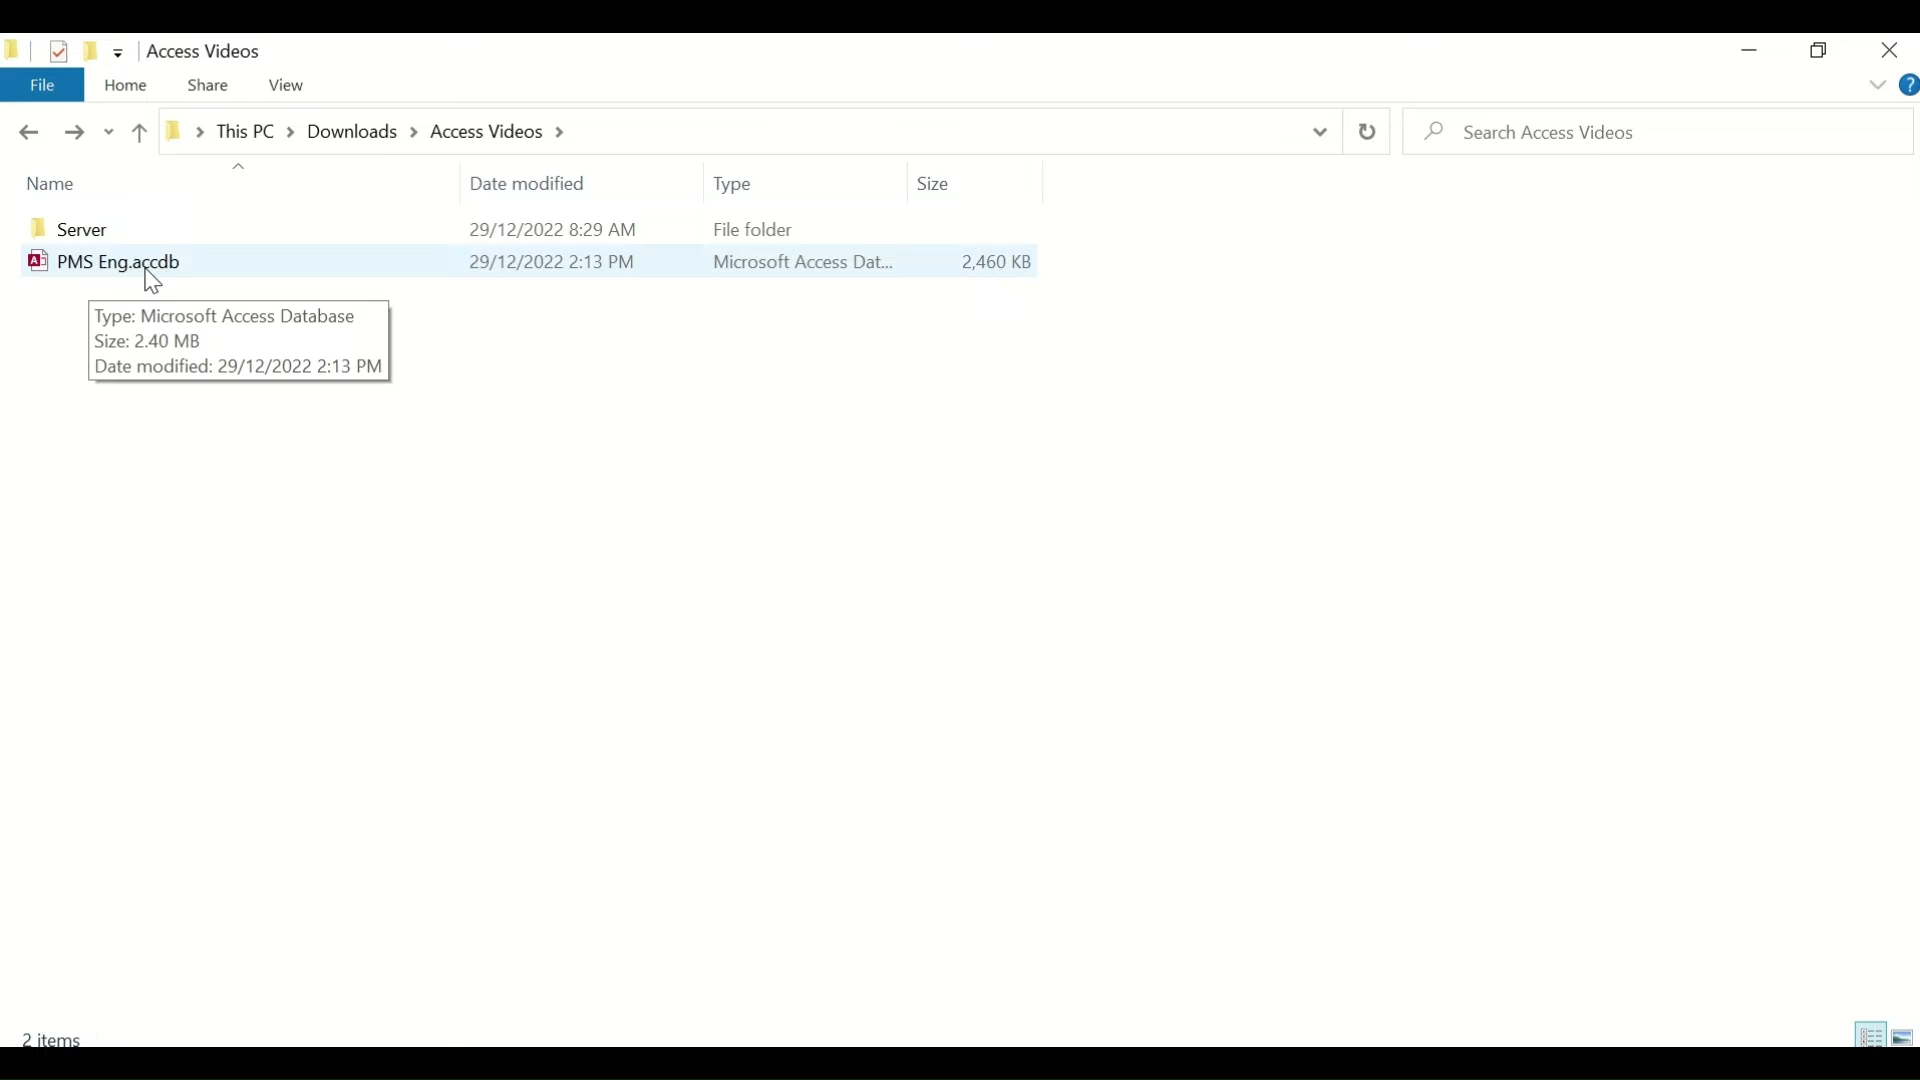 Access Videos
File Home Share View ?
This PC Downloads Access Videos Search Access Videos
Name Date modified Type Size
Server 29/12/2022 8:29 AM File folder
PMS Eng.accdb 29/12/2022 2:13 PM Microsoft Access Dat... 2,460 KB
Type: Microsoft Access Database
Size: 2.40 MB
Date modified: 29/12/2022 2:13 PM
2 items